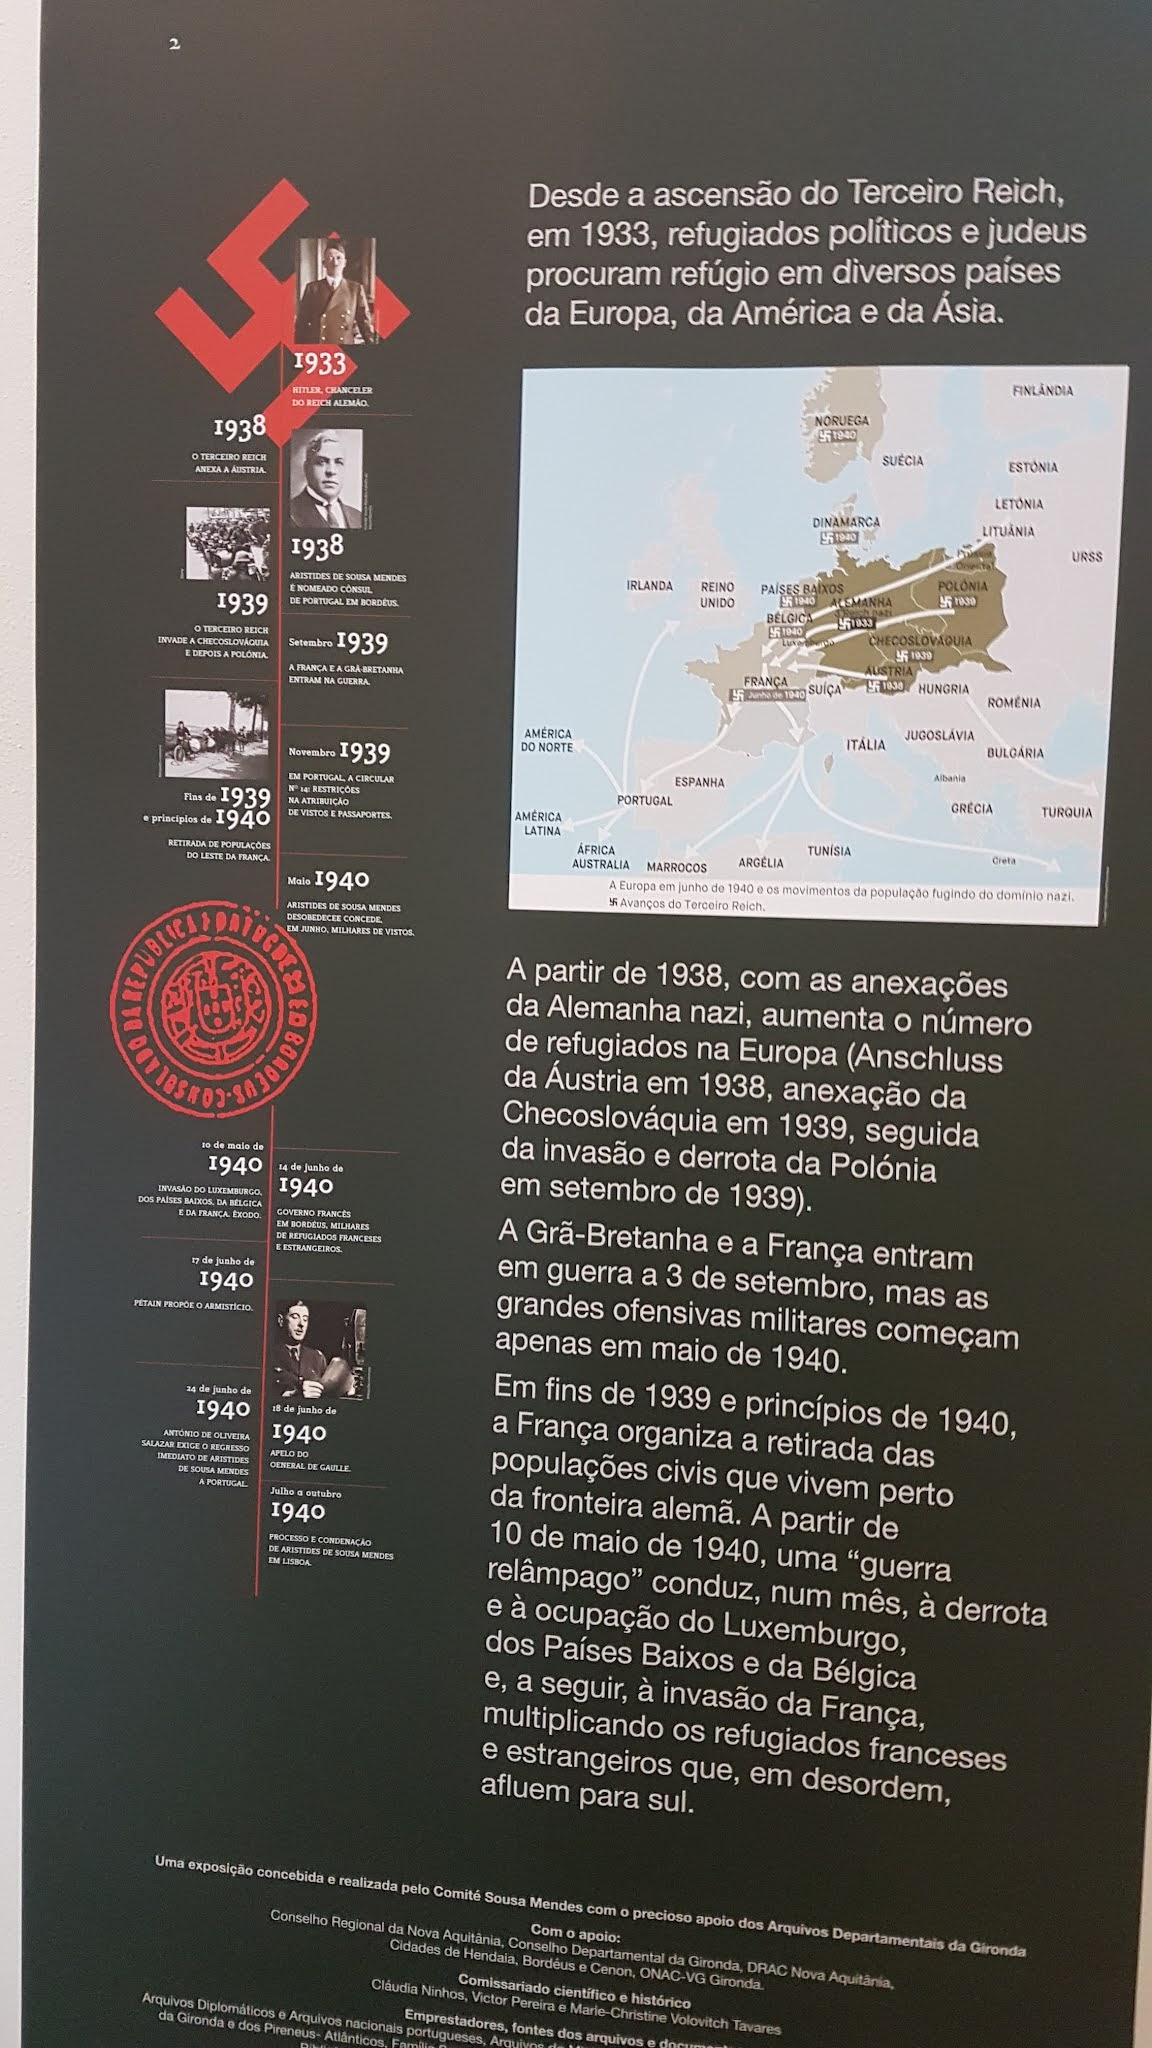 2
Desde a ascensão do Terceiro Reich,
em 1933, refugiados políticos e judeus
procuram refúgio em diversos países
da Europa, da América e da Ásia.
1933
HITLER, CHANCELER
DO REICH ALEMÃO.
1938
O TERCEIRO REICH
ANEXA A ÁUSTRIA.
1938
ARISTIDES DE SOUSA MENDES
É NOMEADO CÔNSUL
DE PORTUGAL EM BORDÉUS.
1939
O TERCEIRO REICH
INVADE A CHECOSLOVÁQUIA
E DEPOIS A POLÓNIA.
Setembro 1939
A FRANÇA E A GRÃ-BRETANHA
ENTRAM NA GUERRA.
Novembro 1939
EM PORTUGAL, A CIRCULAR
Nº 14: RESTRIÇÕES
NA ATRIBUIÇÃO
DE VISTOS E PASSAPORTES.
Fins de 1939
e princípios de 1940
RETIRADA DE POPULAÇÕES
DO LESTE DA FRANÇA.
Maio 1940
ARISTIDES DE SOUSA MENDES
DESOBEDECEE CONCEDE,
EM JUNHO, MILHARES DE VISTOS.
CONSOLADO DA REPUBLICA PORTUGUESA EM BORDEUS
10 de maio de
1940
INVASÃO DO LUXEMBURGO,
DOS PAÍSES BAIXOS, DA BÉLGICA
E DA FRANÇA. ÊXODO.
14 de junho de
1940
GOVERNO FRANCÊS
EM BORDÉUS, MILHARES
DE REFUGIADOS FRANCESES
E ESTRANGEIROS.
17 de junho de
1940
PÉTAIN PROPÕE O ARMISTÍCIO.
18 de junho de
1940
APELO DO
GENERAL DE GAULLE.
24 de junho de
1940
ANTÓNIO DE OLIVEIRA
SALAZAR EXIGE O REGRESSO
IMEDIATO DE ARISTIDES
DE SOUSA MENDES
A PORTUGAL.
Julho a outubro
1940
PROCESSO E CONDENAÇÃO
DE ARISTIDES DE SOUSA MENDES
EM LISBOA.
FINLÂNDIA
NORUEGA
1940
SUÉCIA
ESTÓNIA
LETÓNIA
DINAMARCA
1940
LITUÂNIA
URSS
Oriental
IRLANDA
REINO
UNIDO
PAÍSES BAIXOS
1940
ALEMANHA
Reich nazi
1933
POLÓNIA
1939
BÉLGICA
1940
Luxemburgo
CHECOSLOVÁQUIA
1939
FRANÇA
Junho de 1940
SUÍÇA
ÁUSTRIA
1938
HUNGRIA
ROMÉNIA
AMÉRICA
DO NORTE
ITÁLIA
JUGOSLÁVIA
BULGÁRIA
ESPANHA
Albania
PORTUGAL
GRÉCIA
TURQUIA
AMÉRICA
LATINA
ÁFRICA
AUSTRALIA
MARROCOS
ARGÉLIA
TUNÍSIA
Creta
A Europa em junho de 1940 e os movimentos da população fugindo do domínio nazi.
Avanços do Terceiro Reich.
A partir de 1938, com as anexações
da Alemanha nazi, aumenta o número
de refugiados na Europa (Anschluss
da Áustria em 1938, anexação da
Checoslováquia em 1939, seguida
da invasão e derrota da Polónia
em setembro de 1939).
A Grã-Bretanha e a França entram
em guerra a 3 de setembro, mas as
grandes ofensivas militares começam
apenas em maio de 1940.
Em fins de 1939 e princípios de 1940,
a França organiza a retirada das
populações civis que vivem perto
da fronteira alemã. A partir de
10 de maio de 1940, uma “guerra
relâmpago” conduz, num mês, à derrota
e à ocupação do Luxemburgo,
dos Países Baixos e da Bélgica
e, a seguir, à invasão da França,
multiplicando os refugiados franceses
e estrangeiros que, em desordem,
afluem para sul.
Uma exposição concebida e realizada pelo Comité Sousa Mendes com o precioso apoio dos Arquivos Departamentais da Gironda
Com o apoio:
Conselho Regional da Nova Aquitânia, Conselho Departamental da Gironda, DRAC Nova Aquitânia,
Cidades de Hendaia, Bordéus e Cenon, ONAC-VG Gironda.
Comissariado científico e histórico
Cláudia Ninhos, Victor Pereira e Marie-Christine Volovitch Tavares
Emprestadores, fontes dos arquivos e
Arquivos Diplomáticos e Arquivos nacionais portugueses, Arquivos
da Gironda e dos Pireneus- Atlânticos,